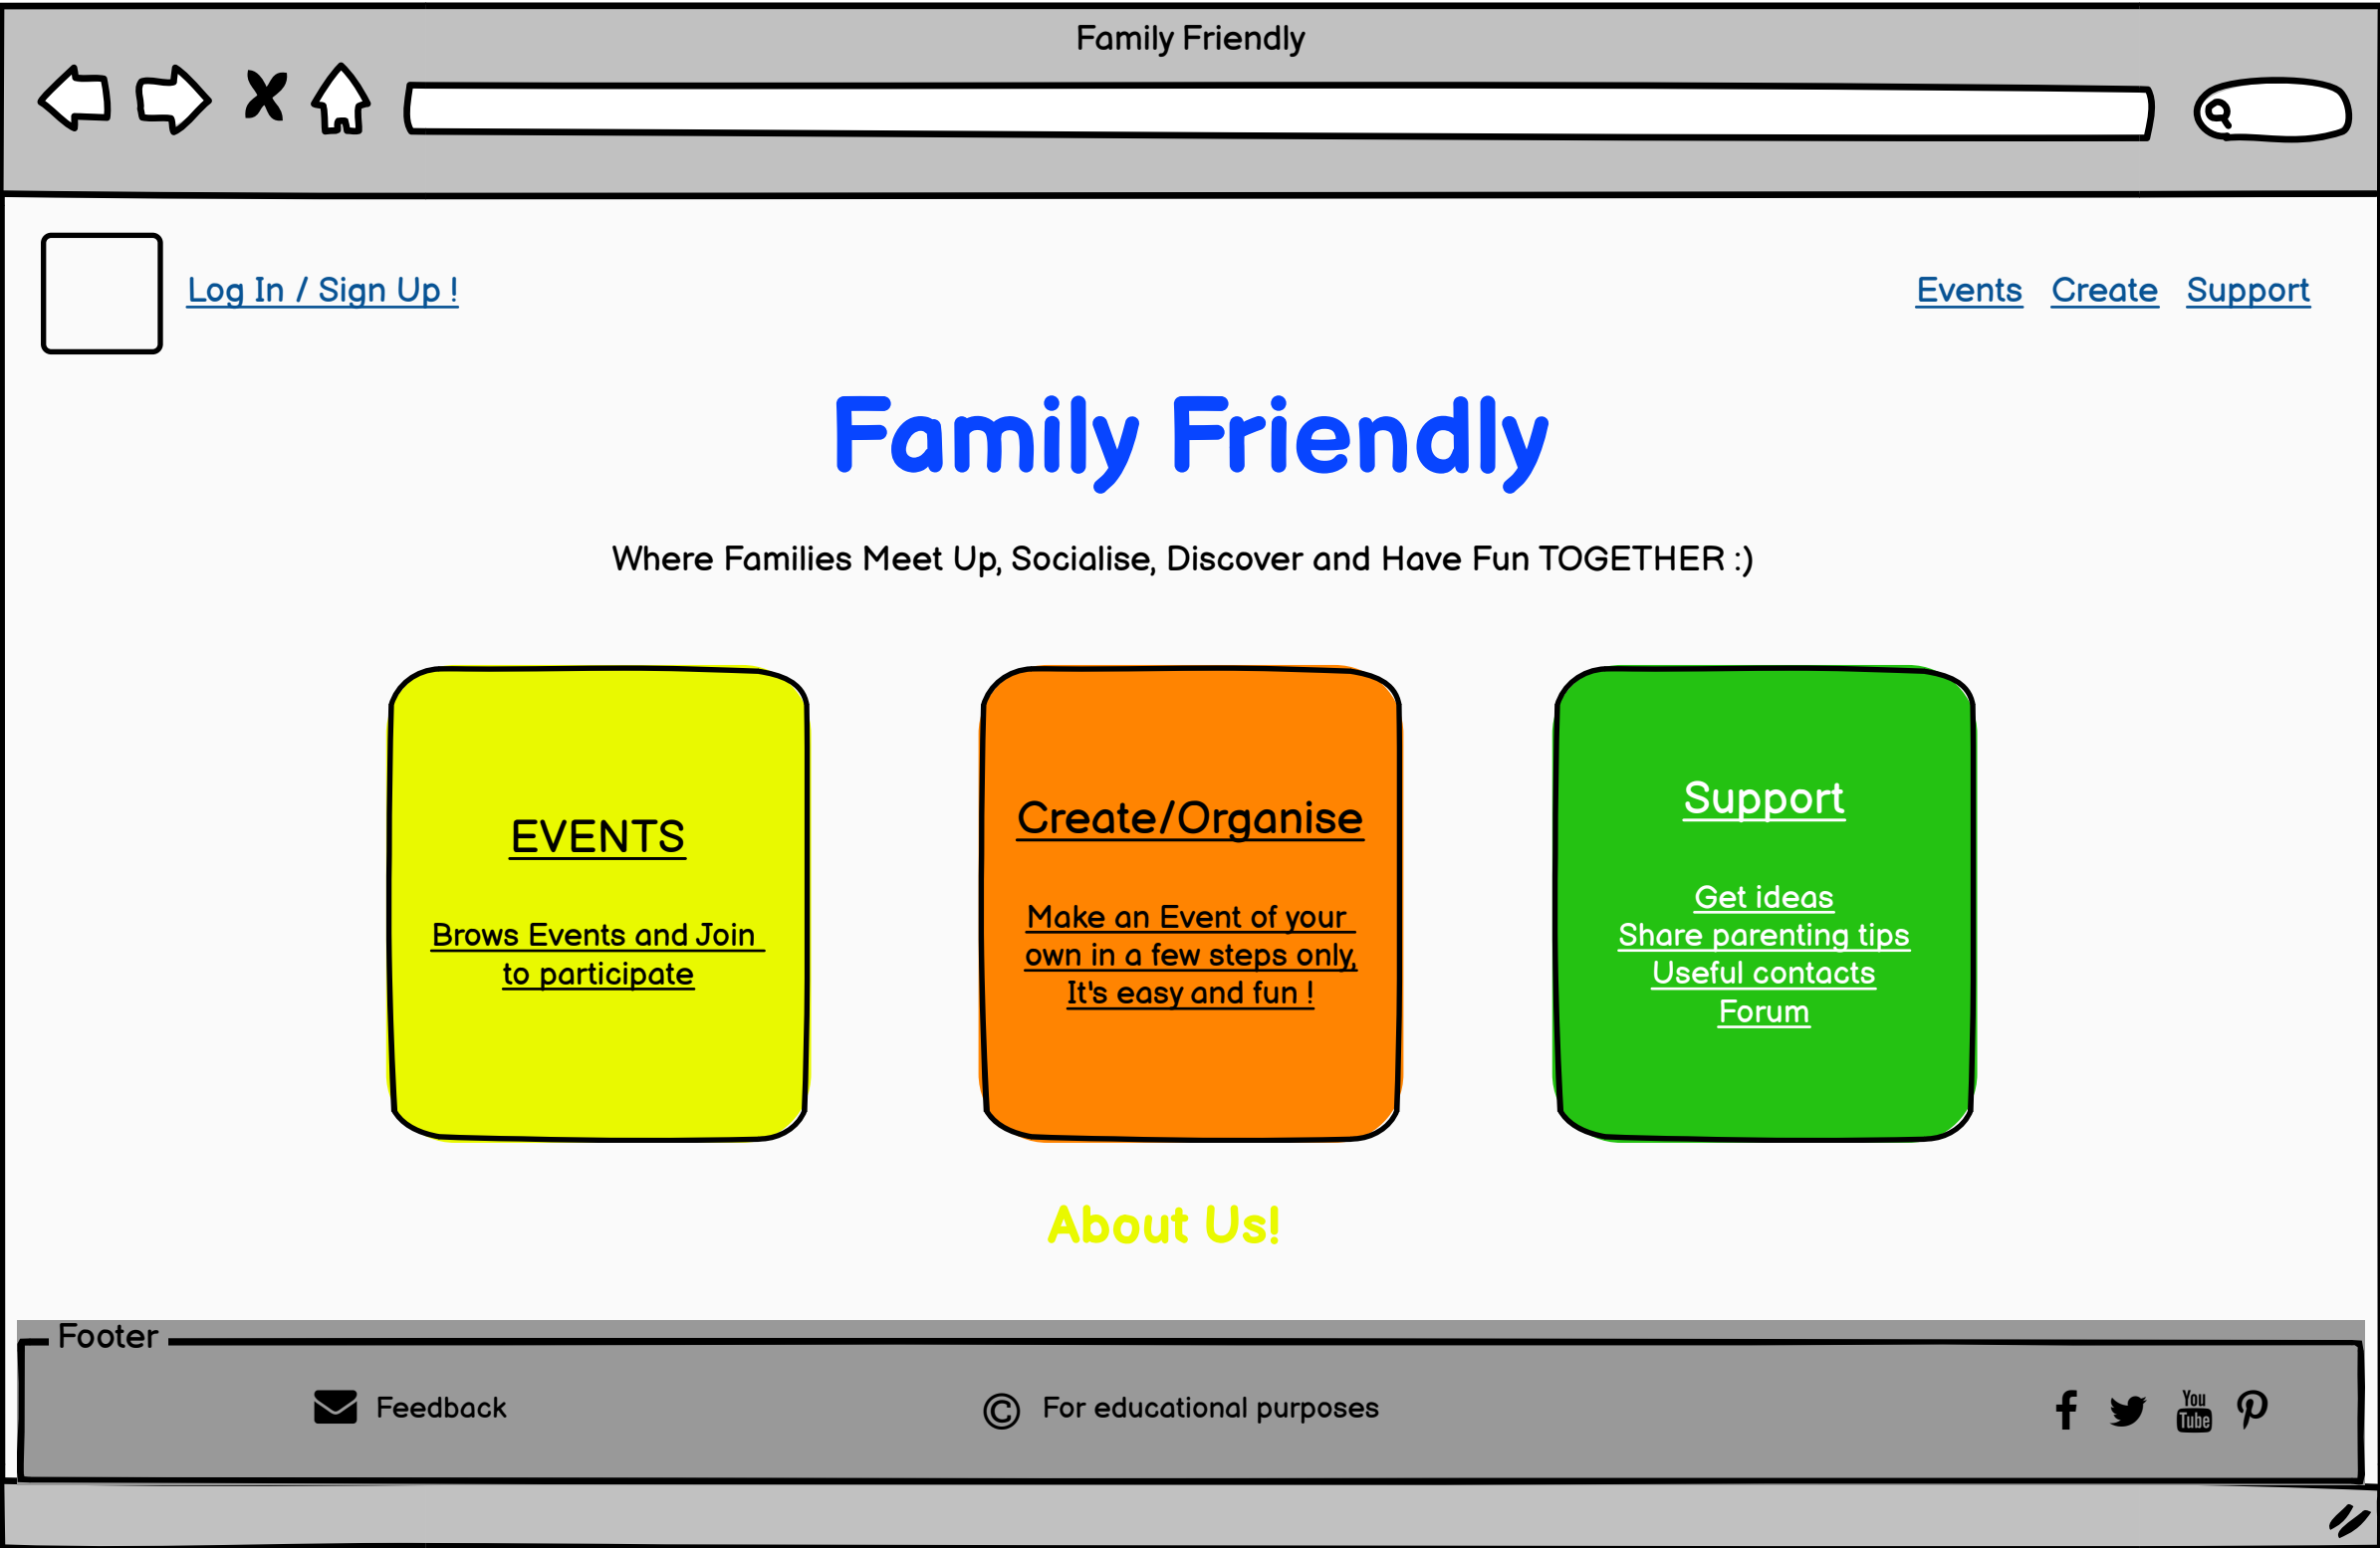 Family Friendly
Log In / Sign Up !
Events Create Support
Family Friendly
Where Families Meet Up, Socialise, Discover and Have Fun TOGETHER :)
EVENTS
Brows Events and Join
to participate
Create/Organise
Make an Event of your
own in a few steps only,
It's easy and fun !
Support
Get ideas
Share parenting tips
Useful contacts
Forum
About Us!
Footer
Feedback
© For educational purposes
You
Tube